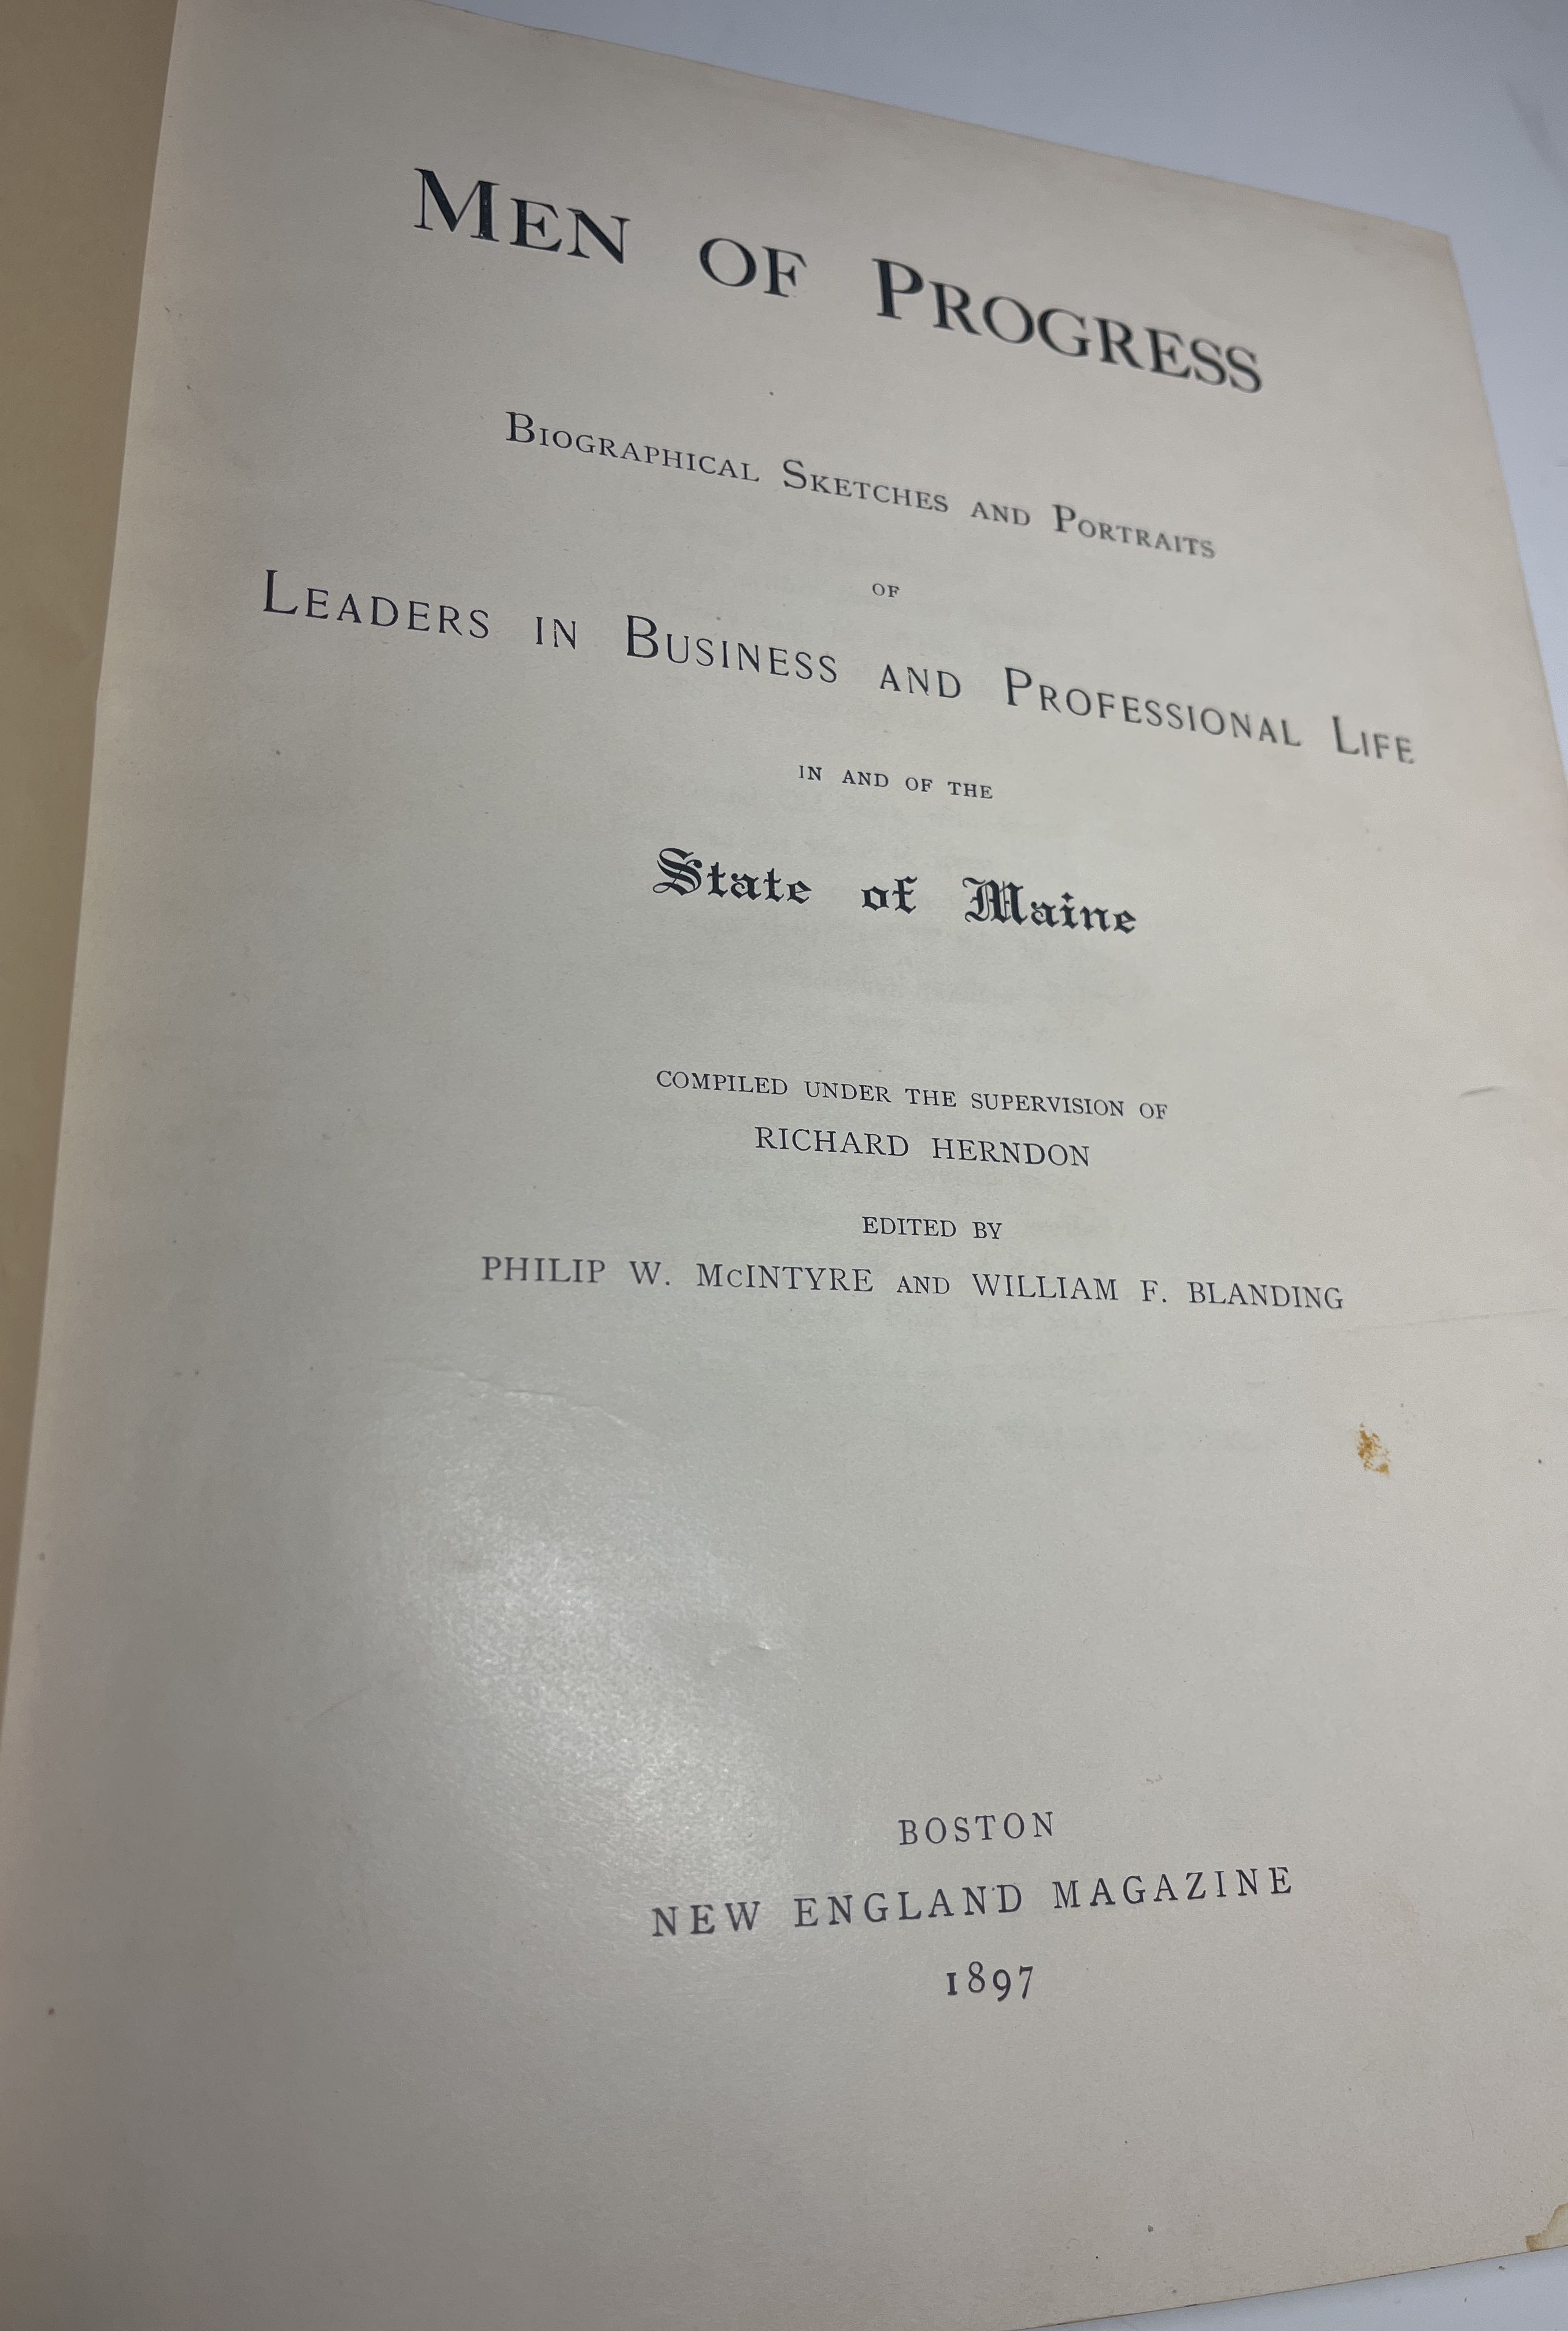 MEN OF PROGRESS
BIOGRAPHICAL SKETCHES AND PORTRAITS
OF
LEADERS IN BUSINESS AND PROFESSIONAL LIFE
IN AND OF THE
State of Maine
COMPILED UNDER THE SUPERVISION OF
RICHARD HERNDON
EDITED BY
PHILIP W. McINTYRE AND WILLIAM F. BLANDING
BOSTON
NEW ENGLAND MAGAZINE
1897